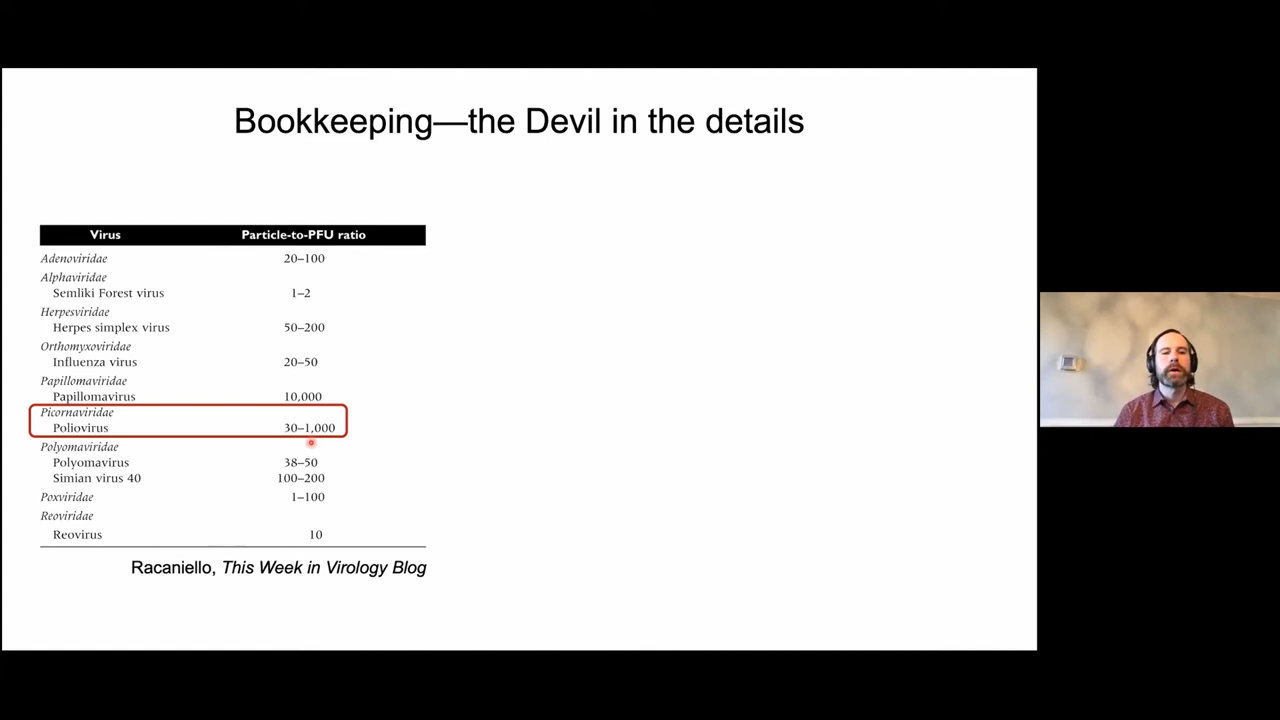 Bookkeeping—the Devil in the details
Virus Particle-to-PFU ratio
Adenoviridae 20–100
Alphaviridae
Semliki Forest virus 1–2
Herpesviridae
Herpes simplex virus 50–200
Orthomyxoviridae
Influenza virus 20–50
Papillomaviridae
Papillomavirus 10,000
Picornaviridae
Poliovirus 30–1,000
Polyomaviridae
Polyomavirus 38–50
Simian virus 40 100–200
Poxviridae 1–100
Reoviridae
Reovirus 10
Racaniello, This Week in Virology Blog